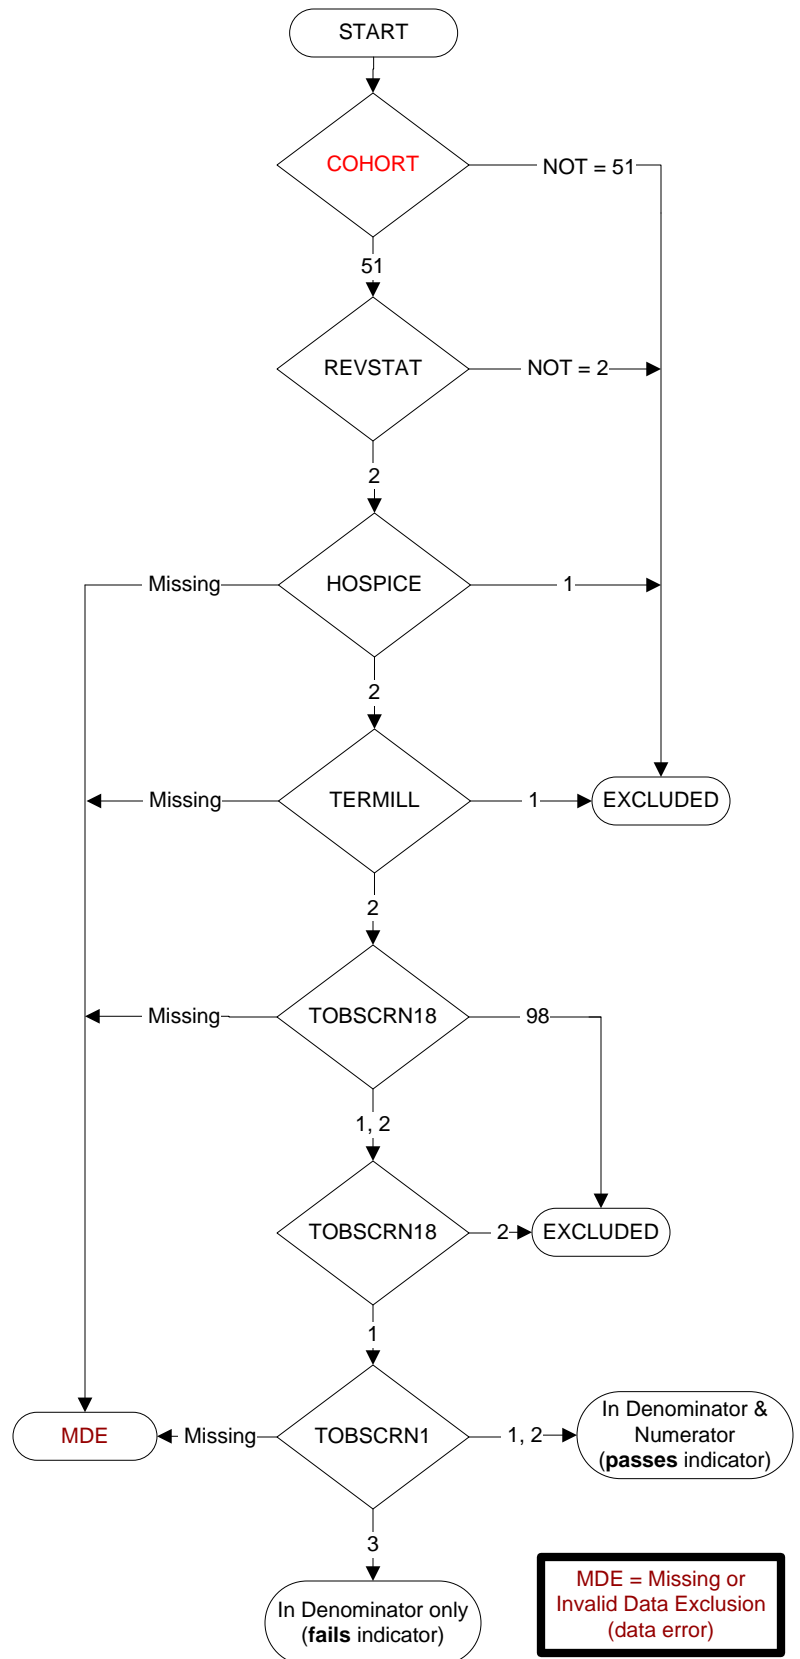 START
COHORT
NOT = 51
51
REVSTAT
NOT = 2
2
Missing
HOSPICE
1
2
Missing
TERMILL
1
EXCLUDED
2
Missing
TOBSCRN18
98
1, 2
TOBSCRN18
2
EXCLUDED
1
MDE
Missing
TOBSCRN1
1, 2
In Denominator &
Numerator
(passes indicator)
3
In Denominator only
(fails indicator)
MDE = Missing or
Invalid Data Exclusion
(data error)